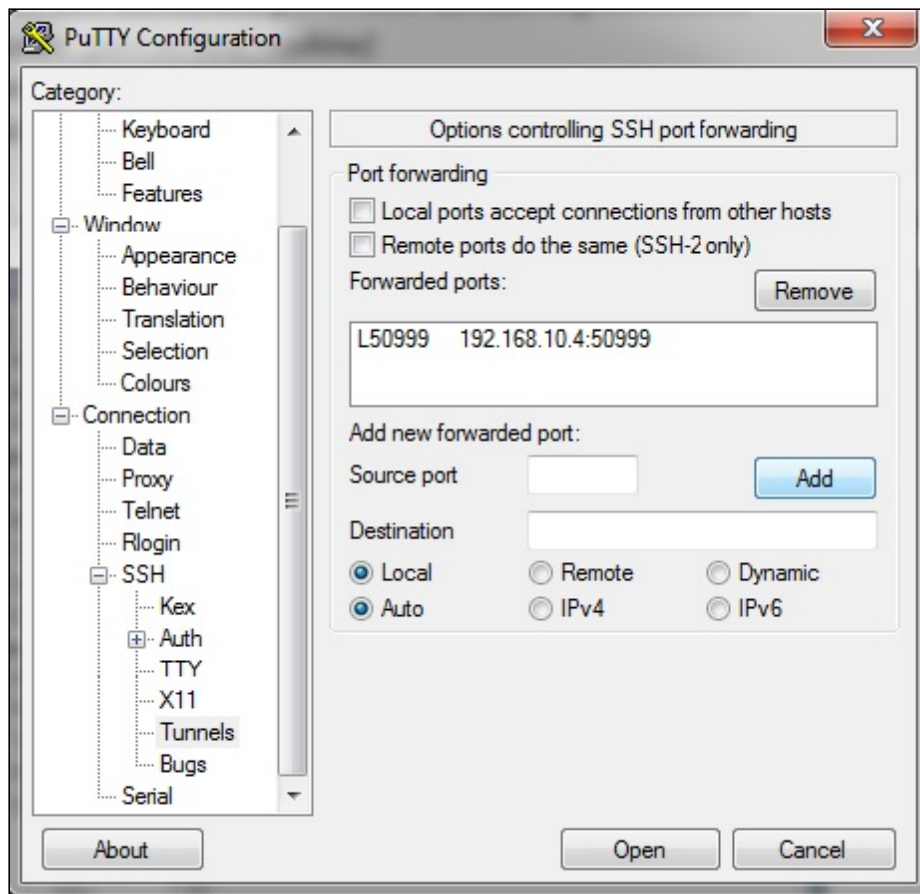 PuTTY Configuration
Category:
Keyboard
Bell
Features
Window
Appearance
Behaviour
Translation
Selection
Colours
Connection
Data
Proxy
Telnet
Rlogin
SSH
Kex
Auth
TTY
X11
Tunnels
Bugs
Serial
Options controlling SSH port forwarding
Port forwarding
Local ports accept connections from other hosts
Remote ports do the same (SSH-2 only)
Forwarded ports:
Remove
L50999 192.168.10.4:50999
Add new forwarded port:
Source port
Add
Destination
Local Remote Dynamic
Auto IPv4 IPv6
About
Open
Cancel